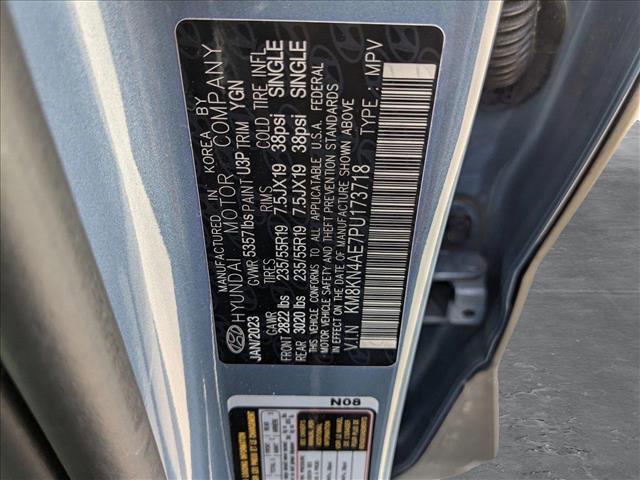 MANUFACTURED IN KOREA BY
HYUNDAI MOTOR COMPANY
JAN/2023 GVWR 5357lbs PAINT U3P TRIM YGN
GAWR TIRES RIMS COLD TIRE INFL
FRONT 2822 lbs 235/55R19 7.5JX19 38psi SINGLE
REAR 3020 lbs 235/55R19 7.5JX19 38psi SINGLE
THIS VEHICLE CONFORMS TO ALL APPLICABLE U.S.A. FEDERAL
MOTOR VEHICLE SAFETY, BUMPER, AND THEFT PREVENTION STANDARDS
IN EFFECT ON THE DATE OF MANUFACTURE SHOWN ABOVE
V.I.N : KM8KN4AE7PU173718 TYPE : MPV
N08